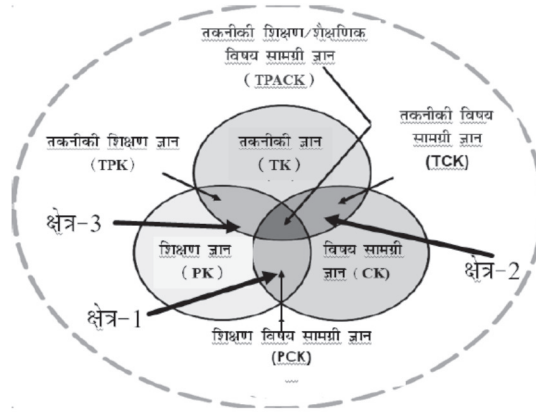 तकनीकी शिक्षण/शैक्षणिक
विषय सामग्री ज्ञान
(TPACK)
तकनीकी शिक्षण ज्ञान
(TPK)
तकनीकी ज्ञान
(TK)
तकनीकी विषय
सामग्री ज्ञान
(TCK)
क्षेत्र-3
शिक्षण ज्ञान
(PK)
विषय सामग्री
ज्ञान (CK)
क्षेत्र-2
क्षेत्र-1
शिक्षण विषय सामग्री ज्ञान
(PCK)